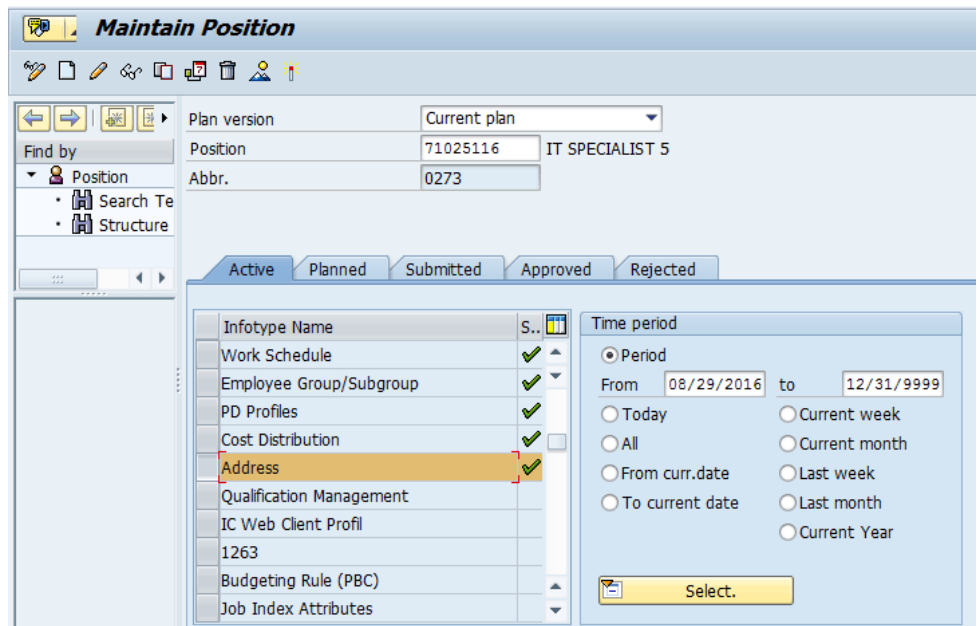 Maintain Position
Find by
Position
Search Te
Structure
Plan version Current plan
Position 71025116 IT SPECIALIST 5
Abbr. 0273
Active Planned Submitted Approved Rejected
Infotype Name S..
Work Schedule
Employee Group/Subgroup
PD Profiles
Cost Distribution
Address
Qualification Management
IC Web Client Profil
1263
Budgeting Rule (PBC)
Job Index Attributes
Time period
Period
From 08/29/2016 to 12/31/9999
Today Current week
All Current month
From curr.date Last week
To current date Last month
Current Year
Select.